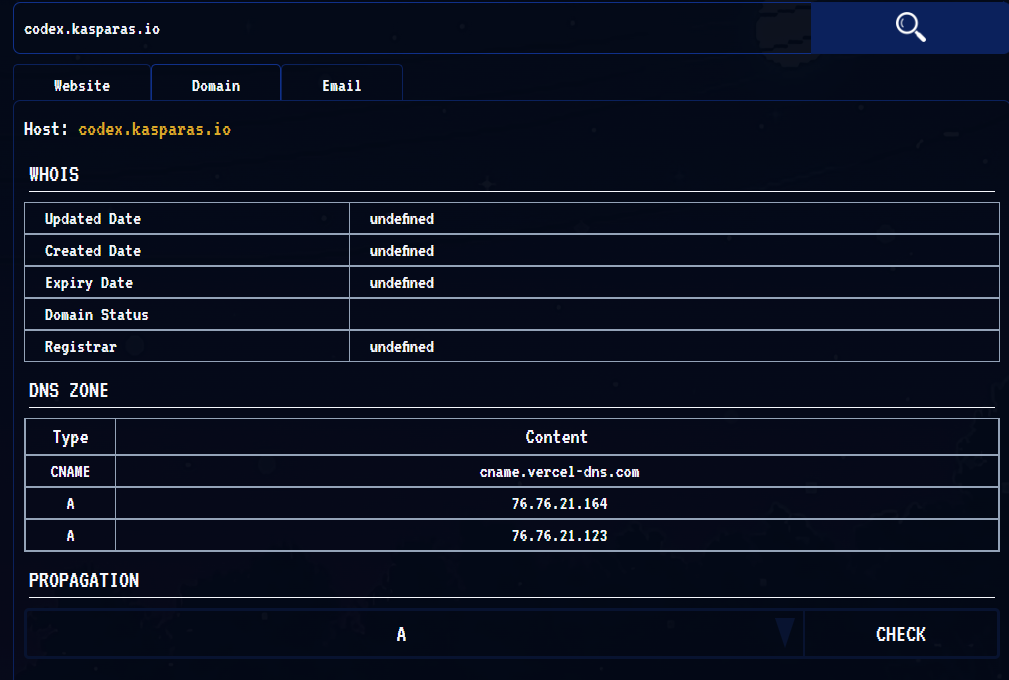 codex.kasparas.io
Website Domain Email
Host: codex.kasparas.io
WHOIS
Updated Date undefined
Created Date undefined
Expiry Date undefined
Domain Status
Registrar undefined
DNS ZONE
Type Content
CNAME cname.vercel-dns.com
A 76.76.21.164
A 76.76.21.123
PROPAGATION
A CHECK